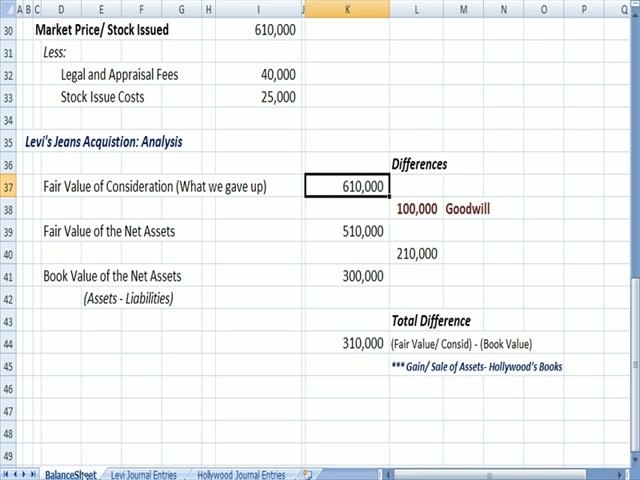 A B C D E F G H I J K L M N O P Q
30 Market Price/ Stock Issued 610,000
31 Less:
32 Legal and Appraisal Fees 40,000
33 Stock Issue Costs 25,000
34
35 Levi's Jeans Acquistion: Analysis
36 Differences
37 Fair Value of Consideration (What we gave up) 610,000
38 100,000 Goodwill
39 Fair Value of the Net Assets 510,000
40 210,000
41 Book Value of the Net Assets 300,000
42 (Assets - Liabilities)
43 Total Difference
44 310,000 (Fair Value/ Consid) - (Book Value)
45 *** Gain/ Sale of Assets- Hollywood's Books
46
47
48
49
BalanceSheet Levi Journal Entries Hollywood Journal Entries